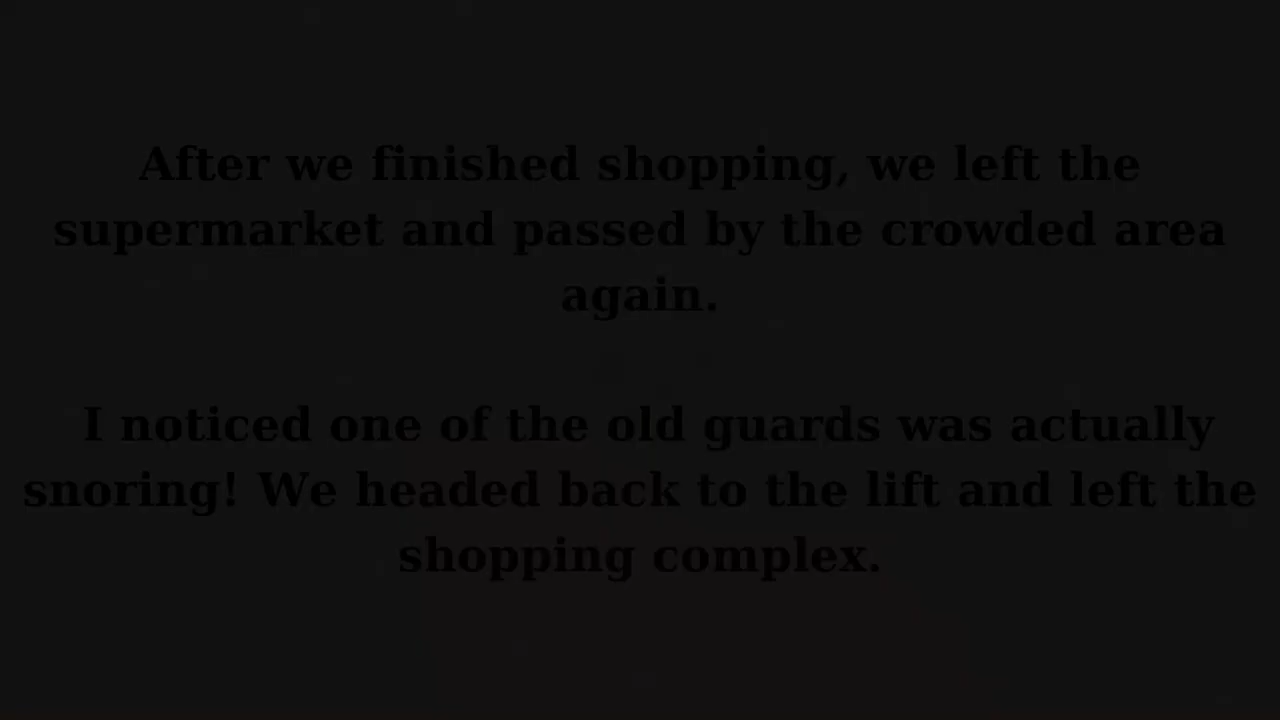 After we finished shopping, we left the
supermarket and passed by the crowded area
again.
I noticed one of the old guards was actually
snoring! We headed back to the lift and left the
shopping complex.